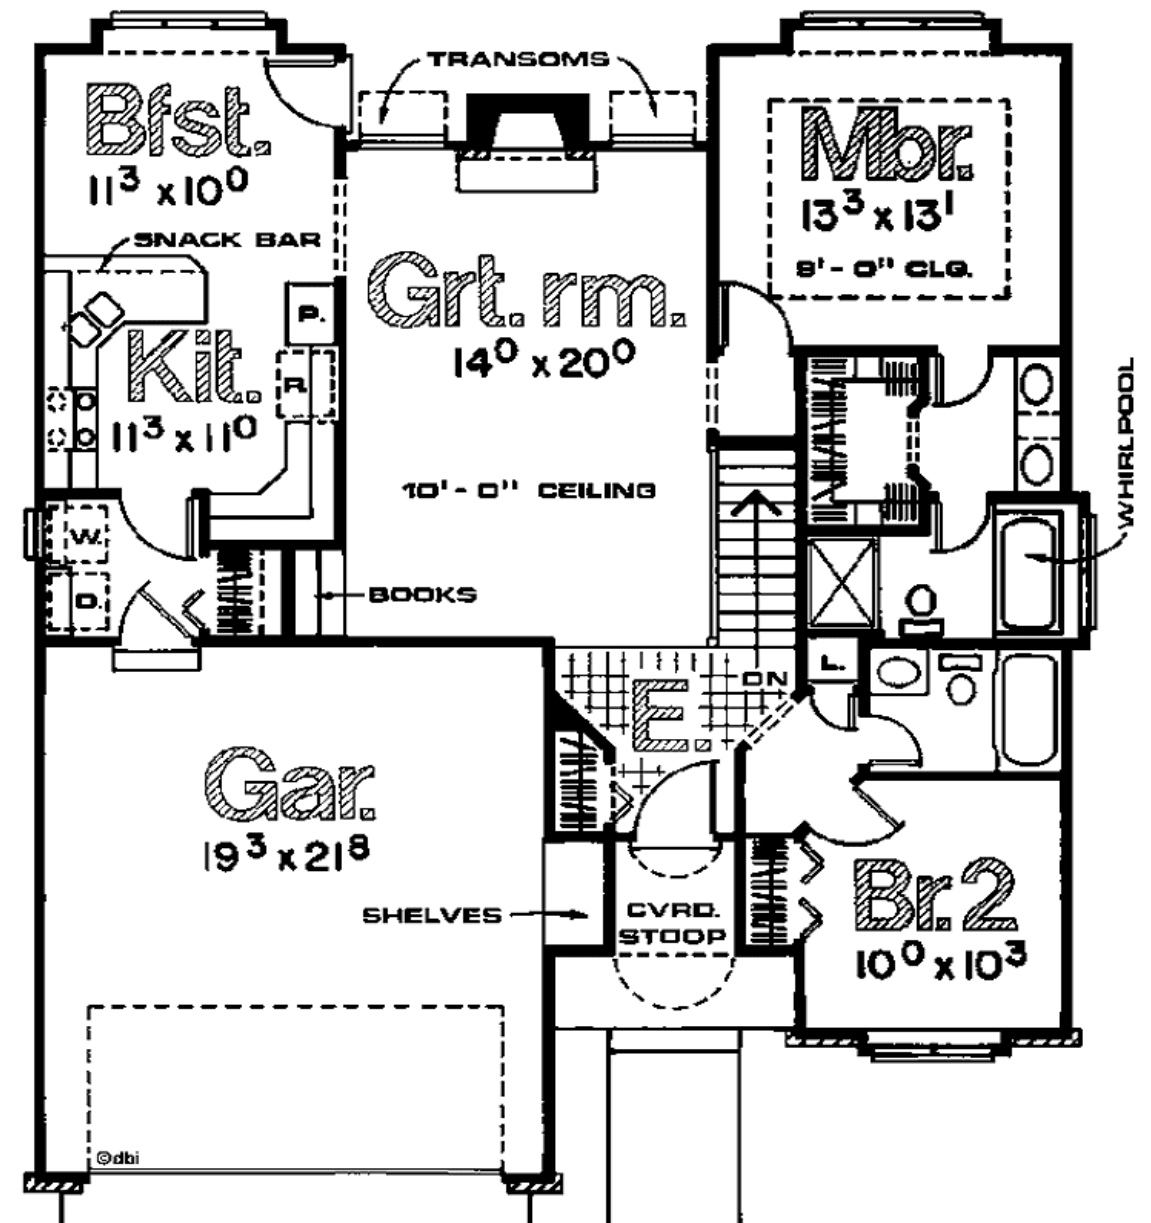 TRANSOMS
Bfst.
11³ x 10⁰
Mbr.
13³ x 13¹
9'-0" CLG.
SNACK BAR
Grt. rm.
14⁰ x 20⁰
P.
Kit.
11³ x 11⁰
R.
WHIRLPOOL
10'-0" CEILING
W.
D.
BOOKS
L.
DN
E.
Gar.
19³ x 21⁸
SHELVES
CVRD.
STOOP
Br. 2
10⁰ x 10³
©dbi